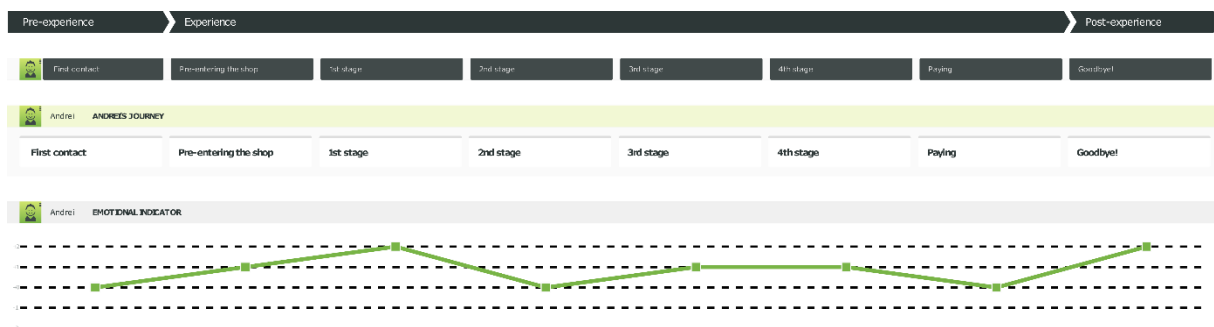 Pre-experience Experience Post-experience
First contact Pre-entering the shop 1st stage 2nd stage 3rd stage 4th stage Paying Goodbye!
Andrei ANDREI'S JOURNEY
First contact Pre-entering the shop 1st stage 2nd stage 3rd stage 4th stage Paying Goodbye!
Andrei EMOTIONAL INDICATOR